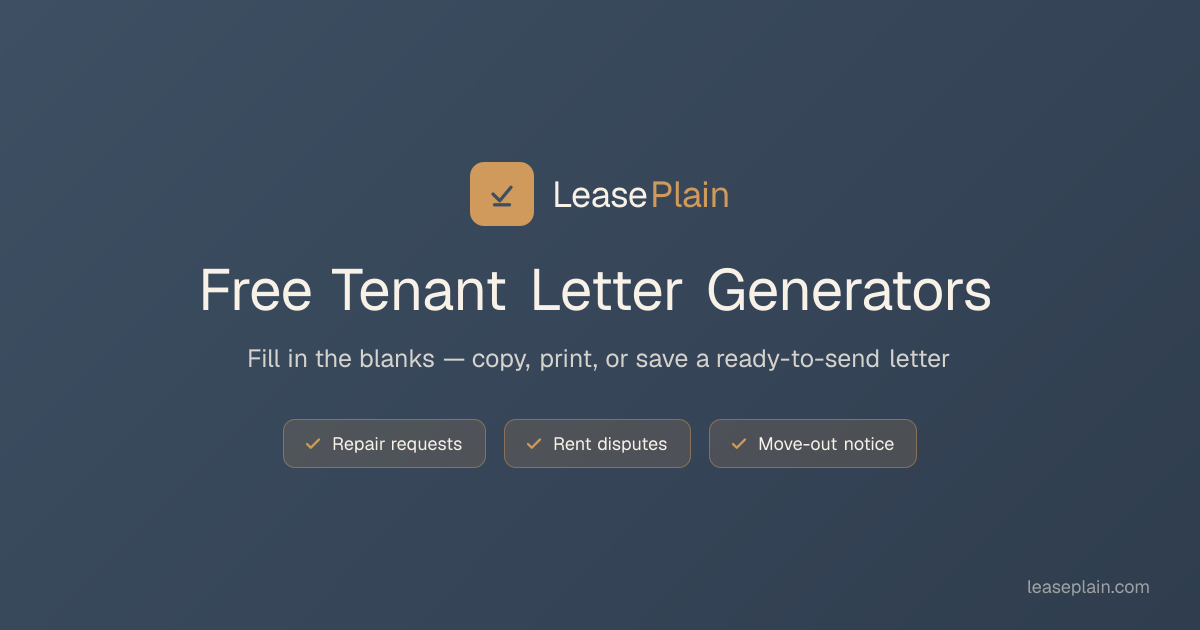 LeasePlain
Free Tenant Letter Generators
Fill in the blanks — copy, print, or save a ready-to-send letter
Repair requests
Rent disputes
Move-out notice
leaseplain.com